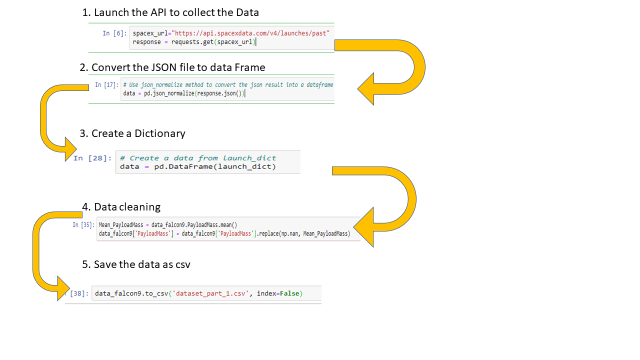 1. Launch the API to collect the Data
In [6]: spacex_url="https://api.spacexdata.com/v4/launches/past"
response = requests.get(spacex_url)
2. Convert the JSON file to data Frame
In [17]: # Use json_normalize method to convert the json result into a dataframe
data = pd.json_normalize(response.json())
3. Create a Dictionary
In [28]: # Create a data from launch_dict
data = pd.DataFrame(launch_dict)
4. Data cleaning
In [35]: Mean_PayloadMass = data_falcon9.PayloadMass.mean()
data_falcon9['PayloadMass'] = data_falcon9['PayloadMass'].replace(np.nan, Mean_PayloadMass)
5. Save the data as csv
[38]: data_falcon9.to_csv('dataset_part_1.csv', index=False)